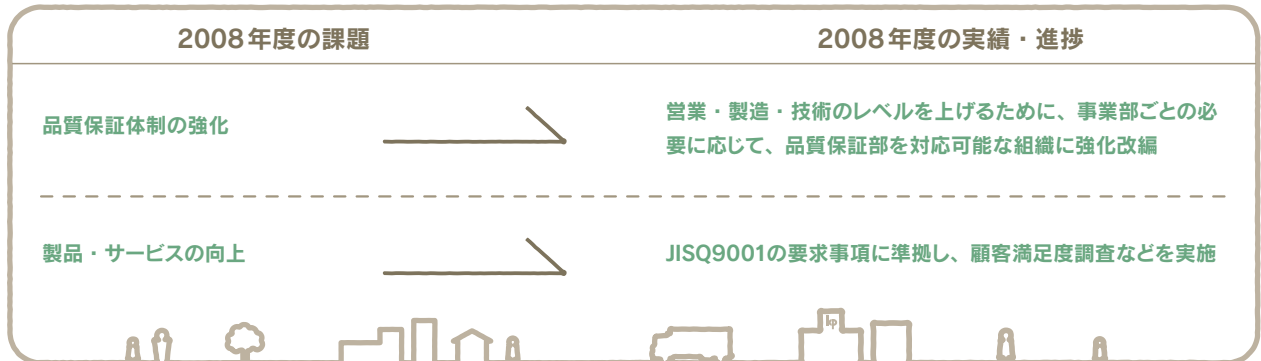 2008年度の課題
2008年度の実績・進捗
品質保証体制の強化
営業・製造・技術のレベルを上げるために、事業部ごとの必
要に応じて、品質保証部を対応可能な組織に強化改編
製品・サービスの向上
JISQ9001の要求事項に準拠し、顧客満足度調査などを実施
kp